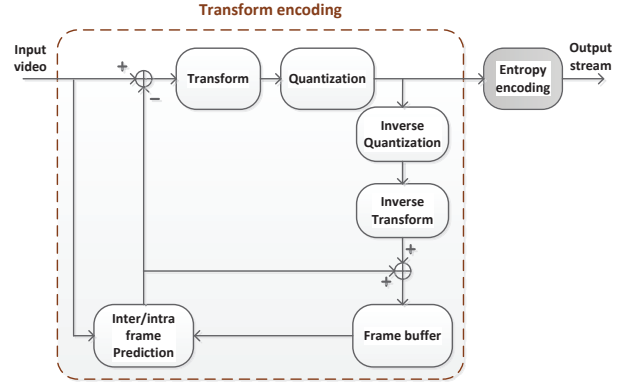 Transform encoding
Input
video
Output
stream
+
−
Transform
Quantization
Entropy
encoding
Inverse
Quantization
Inverse
Transform
+
+
Inter/intra
frame
Prediction
Frame buffer